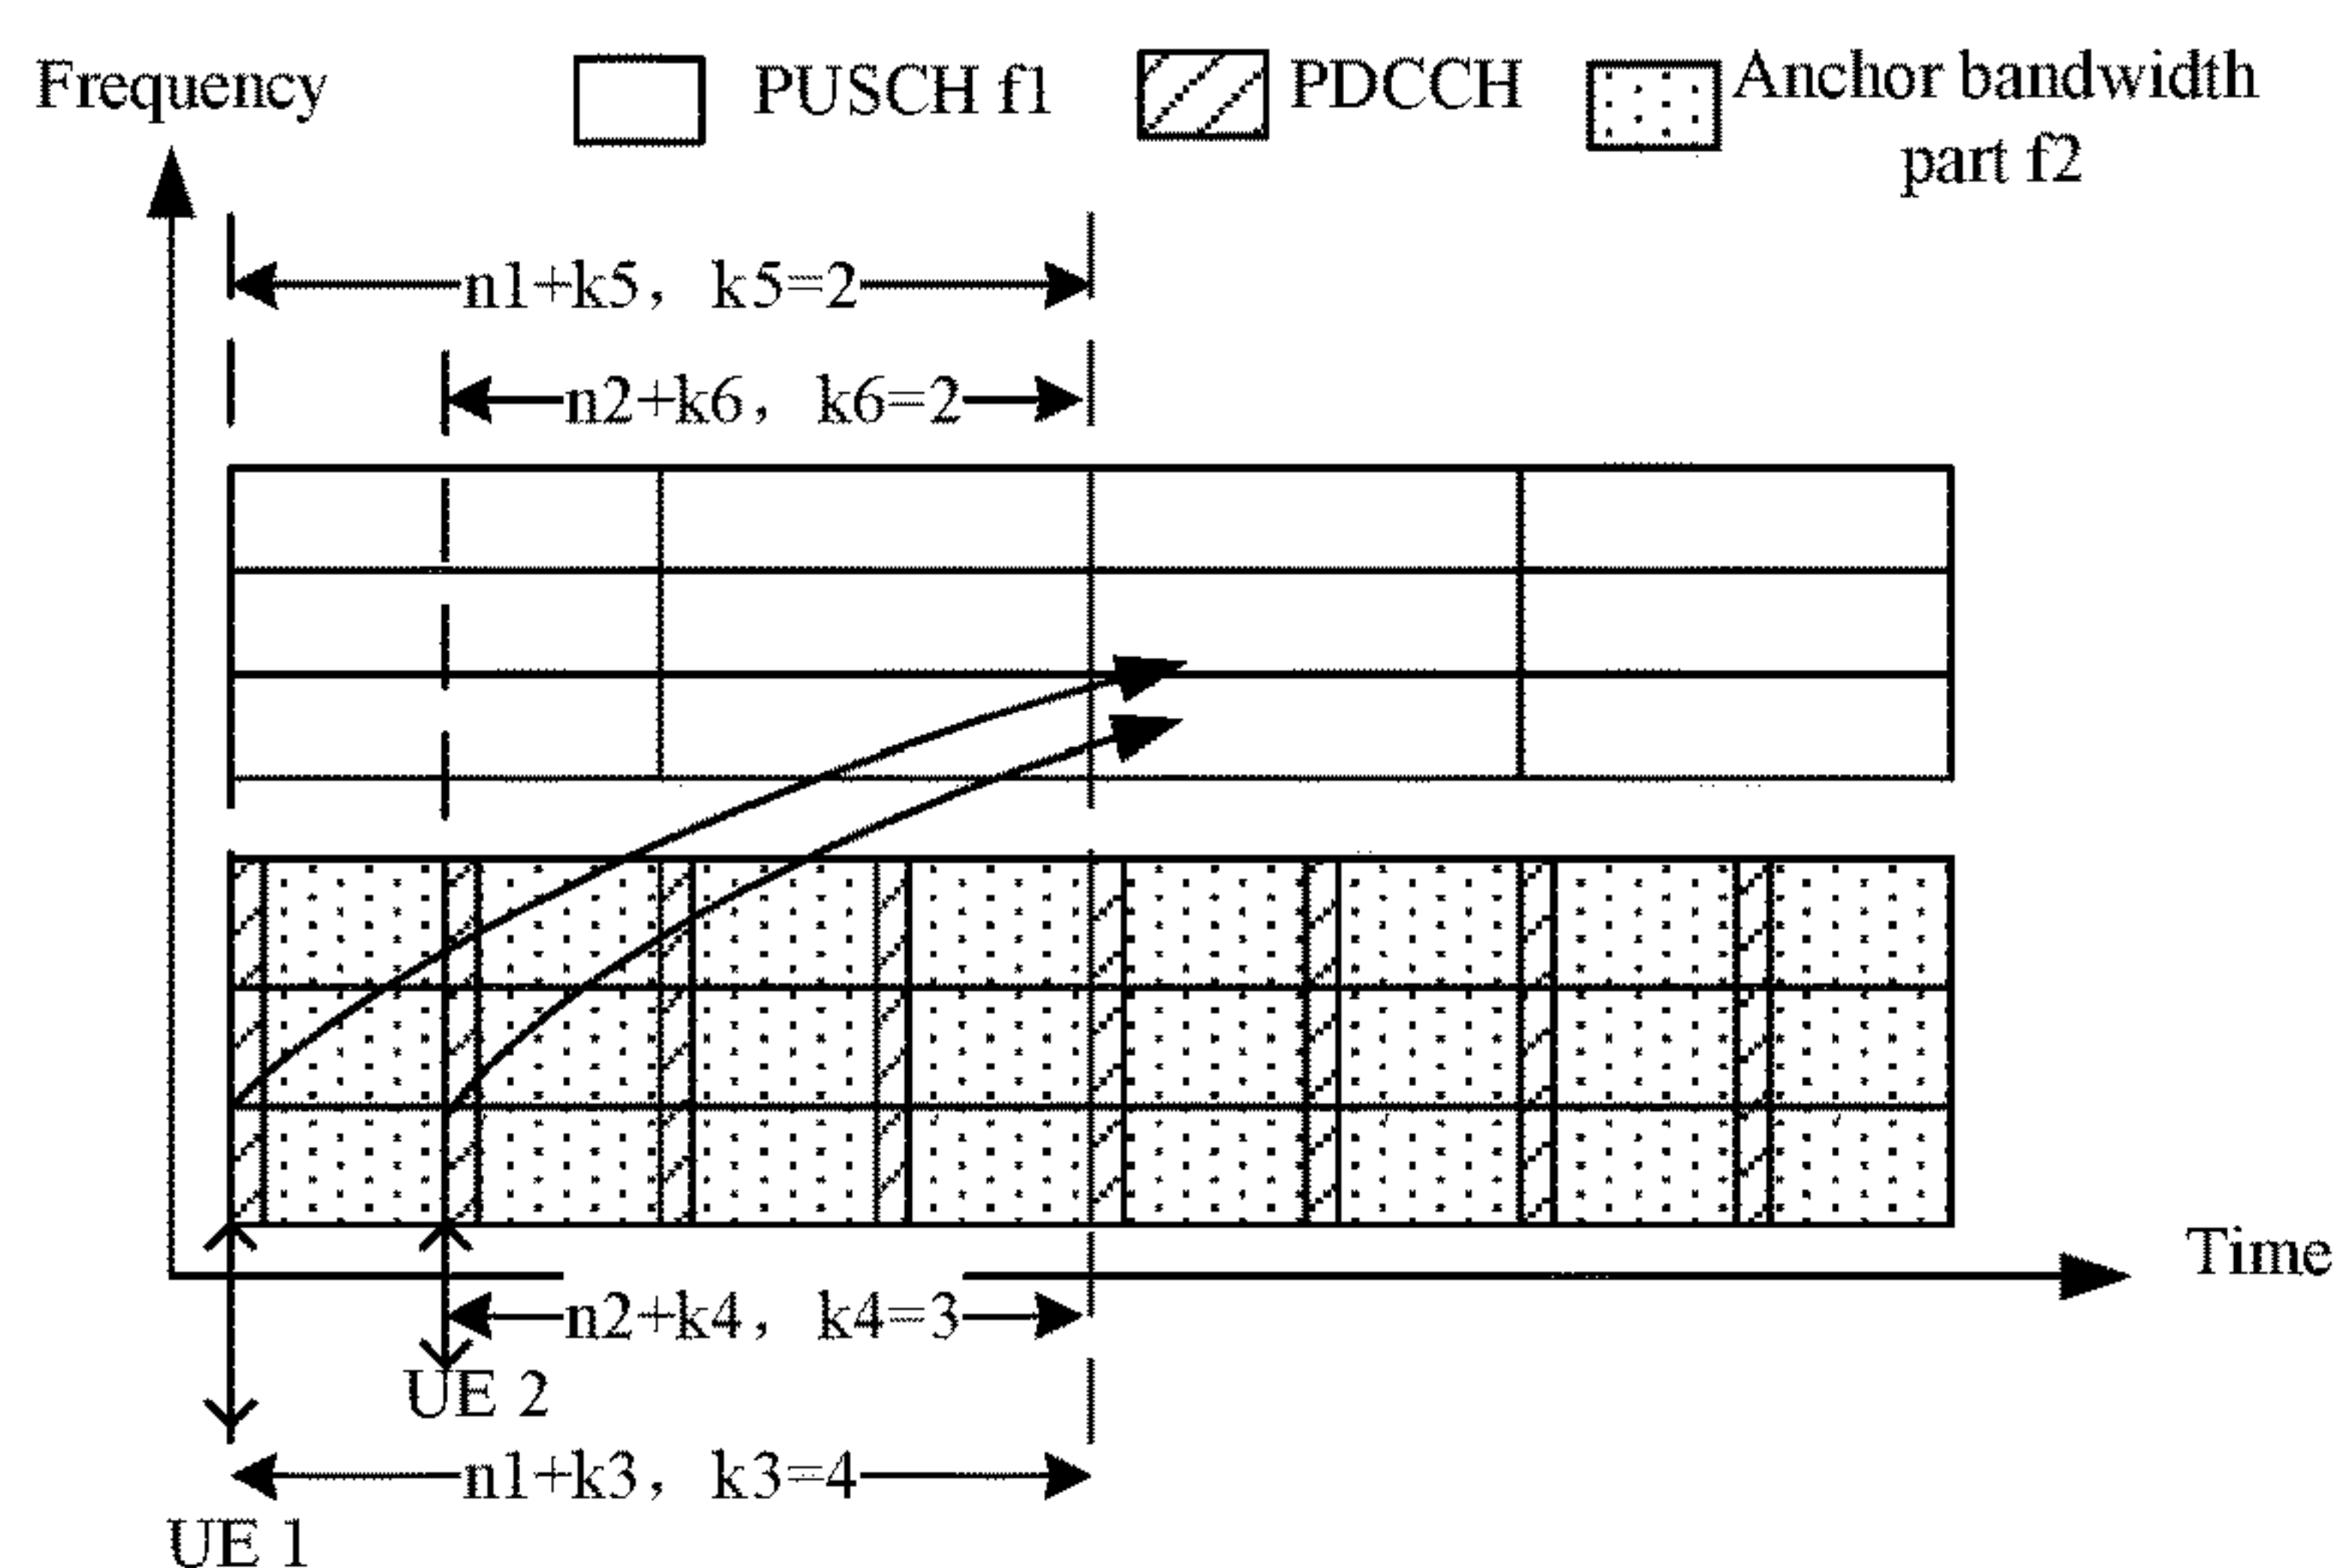 Frequency
PUSCH f1
PDCCH
Anchor bandwidth
part f2
n1+k5, k5=2
n2+k6, k6=2
Time
n2+k4, k4=3
UE 2
n1+k3, k3=4
UE 1